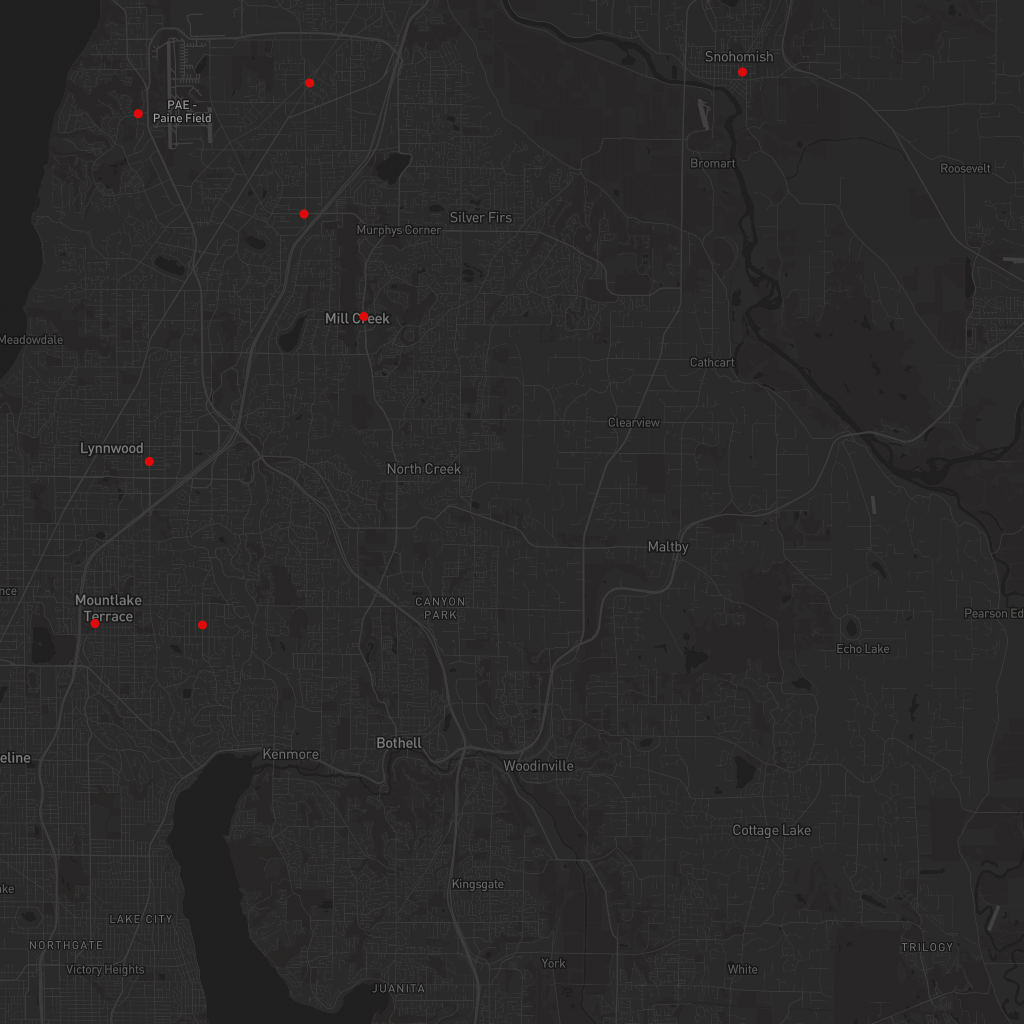 Snohomish
PAE -
Paine Field
Bromart
Roosevelt
Silver Firs
Murphys Corner
Mill Creek
Meadowdale
Cathcart
Clearview
Lynnwood
North Creek
Maltby
nce
Mountlake
Terrace
CANYON
PARK
Pearson Ed
Echo Lake
Bothell
Kenmore
eline
Woodinville
Cottage Lake
Kingsgate
ake
LAKE CITY
NORTHGATE
TRILOGY
Victory Heights
York
White
JUANITA